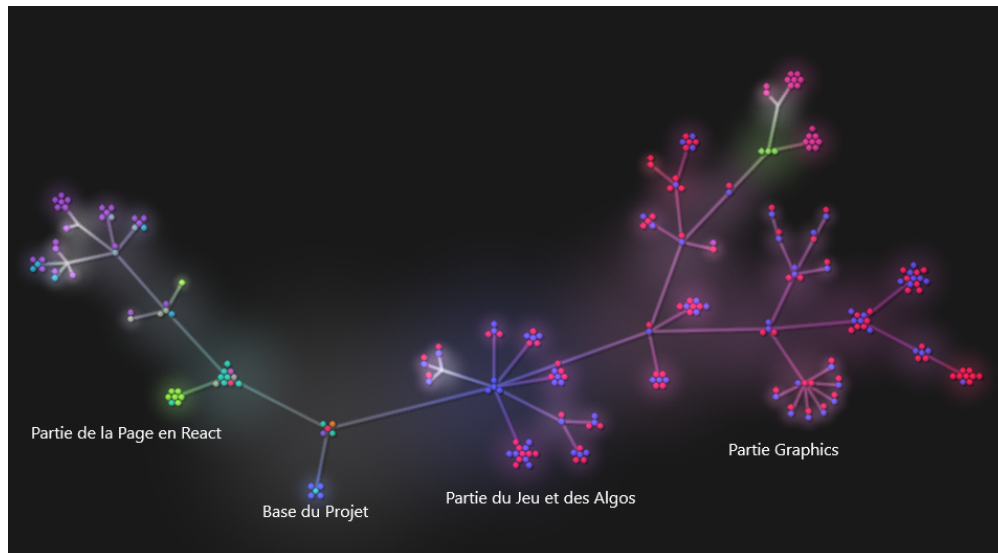 Partie de la Page en React
Base du Projet
Partie du Jeu et des Algos
Partie Graphics